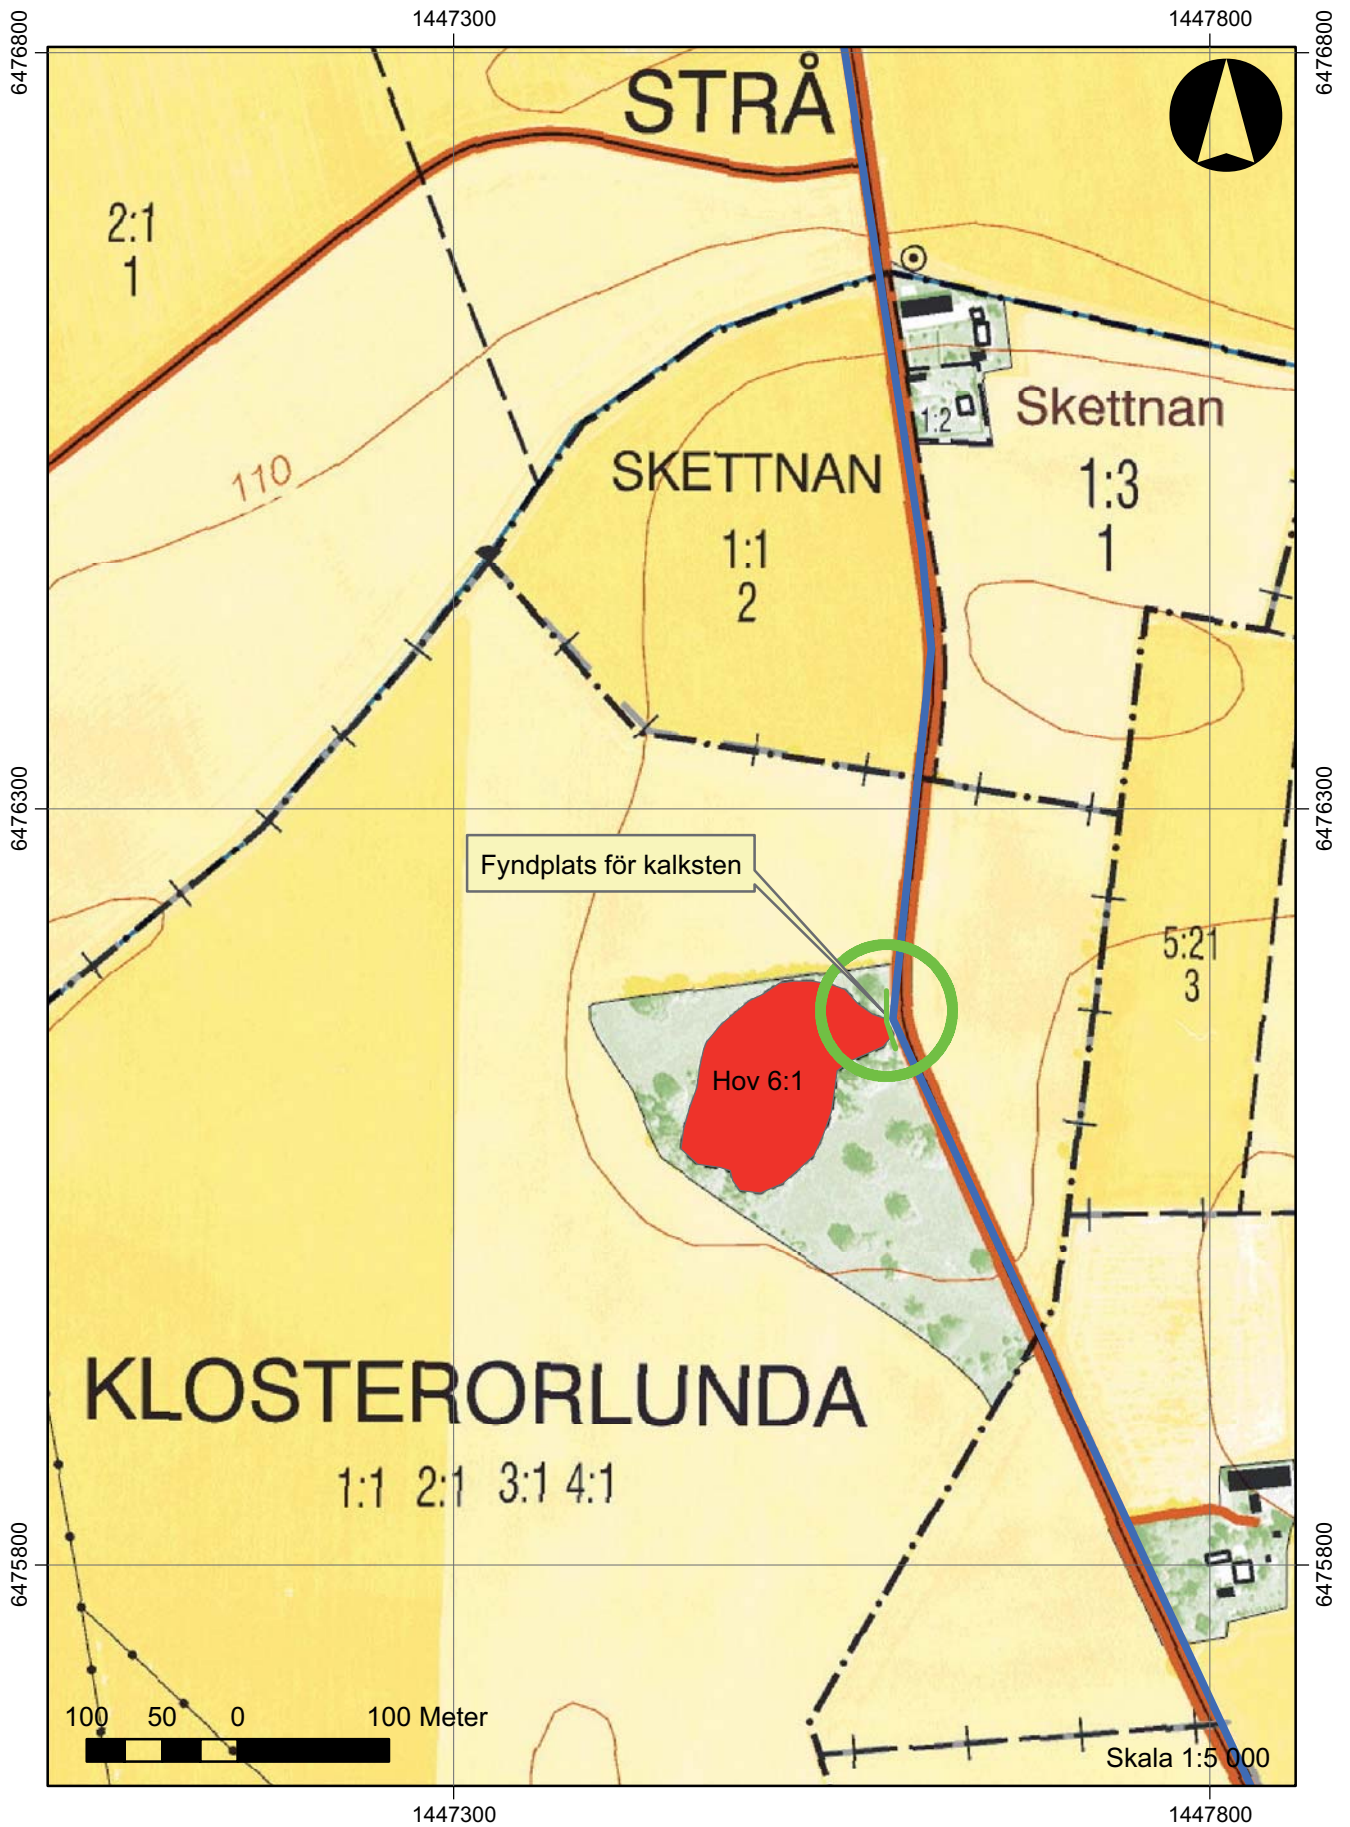 1447300
1447800
6476800
6476800
STRÅ
2:1
1
1:2
Skettnan
110
SKETTNAN
1:3
1
1:1
2
6476300
6476300
Fyndplats för kalksten
5:21
3
Hov 6:1
KLOSTERORLUNDA
1:1 2:1 3:1 4:1
6475800
6475800
100 50 0 100 Meter
Skala 1:5 000
1447300
1447800